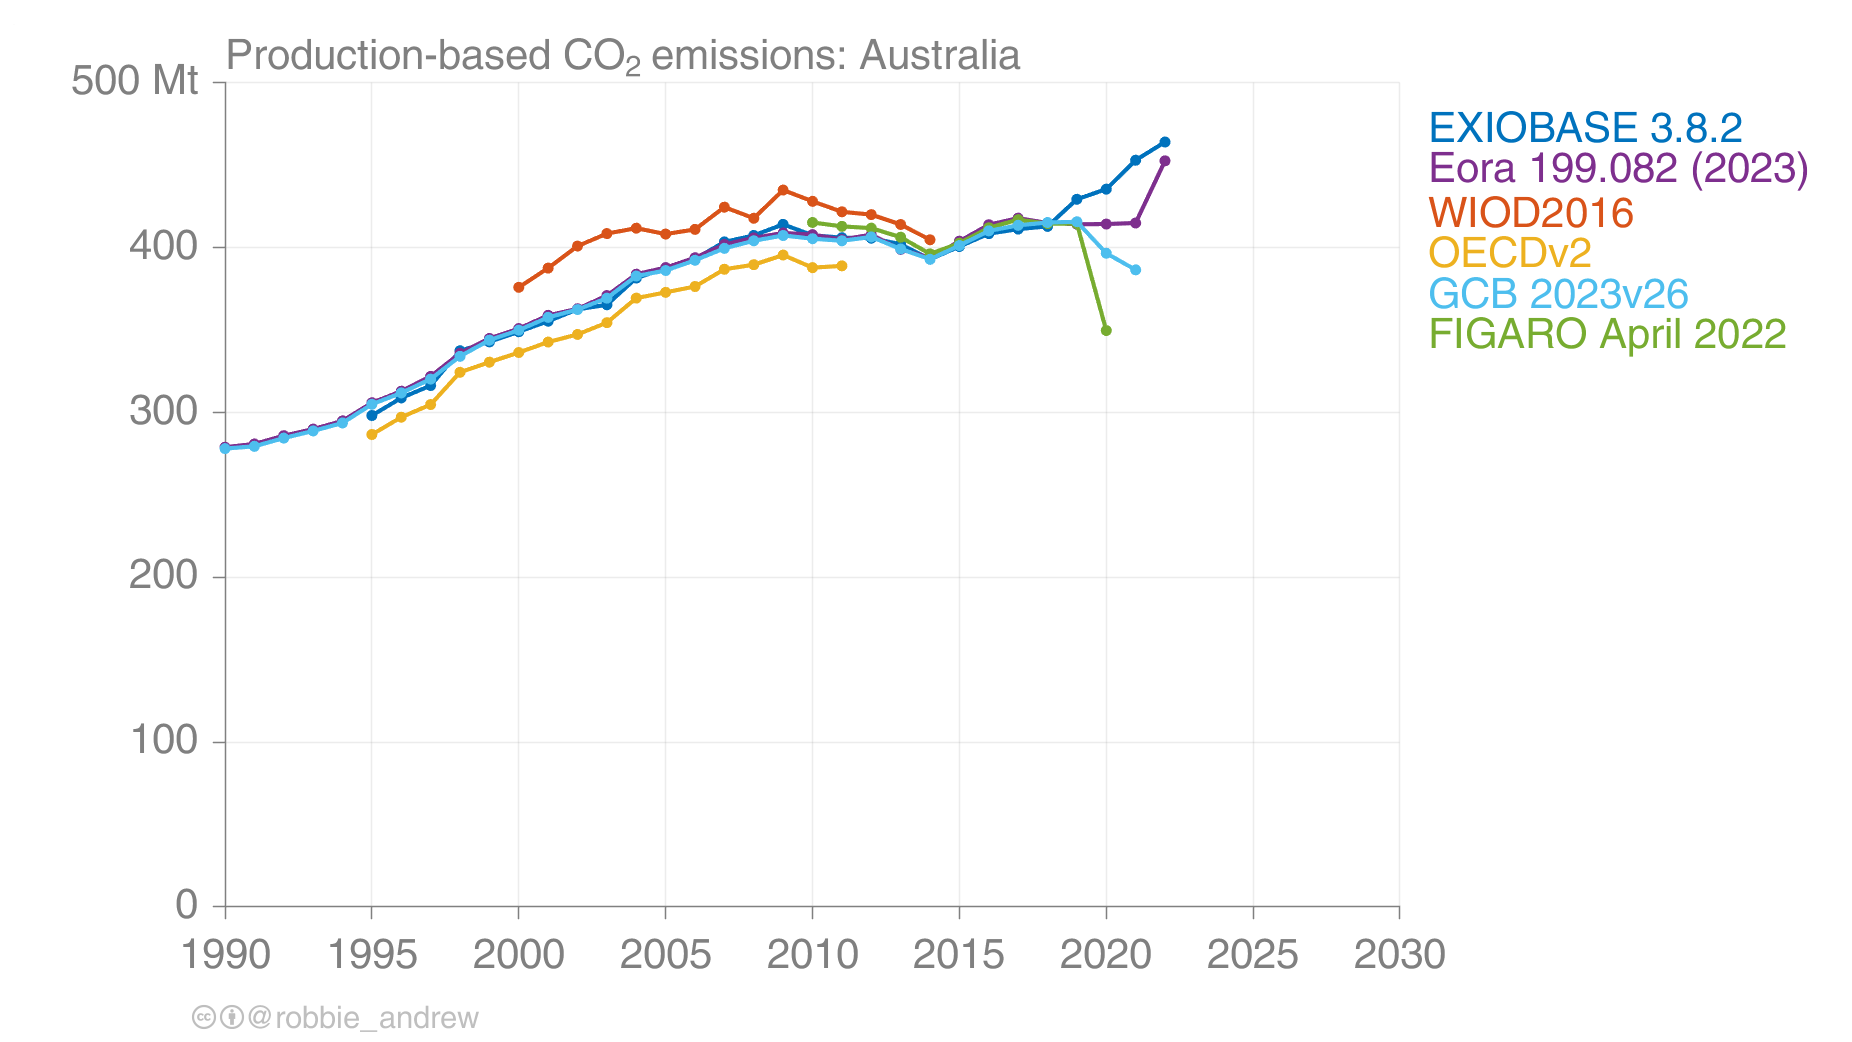 Production-based CO₂ emissions: Australia
500 Mt
400
300
200
100
0
1990 1995 2000 2005 2010 2015 2020 2025 2030
EXIOBASE 3.8.2
Eora 199.082 (2023)
WIOD2016
OECDv2
GCB 2023v26
FIGARO April 2022
cc @robbie_andrew